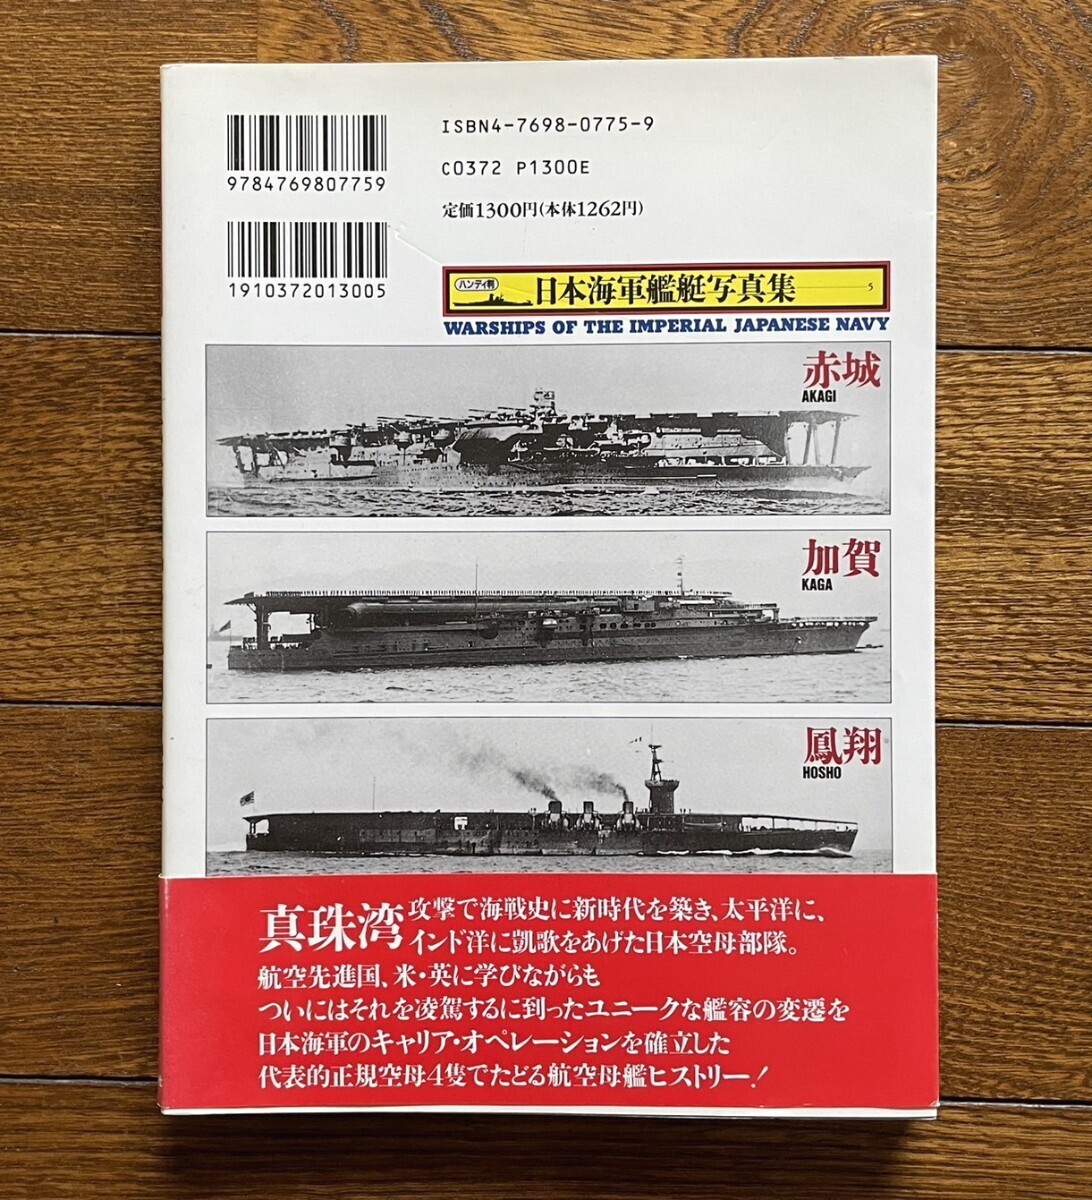 ISBN4-7698-0775-9
9784769807759
C0372 P1300E
定価1300円(本体1262円)
1910372013005
ハンディ判 日本海軍艦艇写真集 5
WARSHIPS OF THE IMPERIAL JAPANESE NAVY
赤城
AKAGI
加賀
KAGA
鳳翔
HOSHO
真珠湾攻撃で海戦史に新時代を築き、太平洋に、
インド洋に凱歌をあげた日本空母部隊。
航空先進国、米・英に学びながらも
ついにはそれを凌駕するに到ったユニークな艦容の変遷を
日本海軍のキャリア・オペレーションを確立した
代表的正規空母4隻でたどる航空母艦ヒストリー!